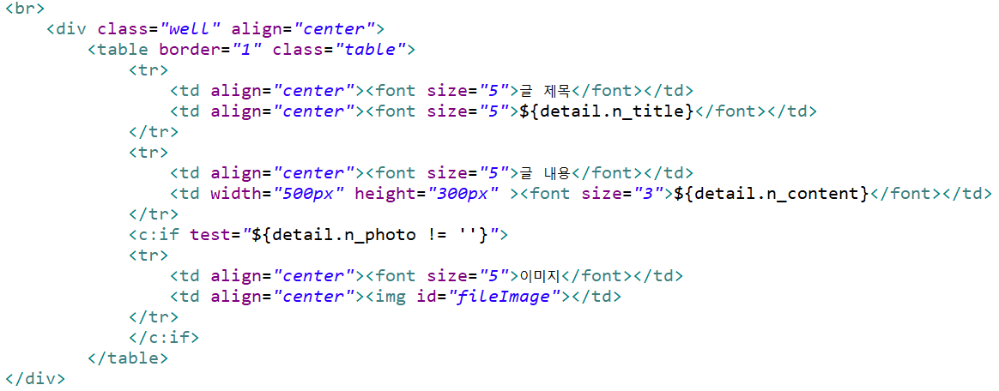 <br>
<div class="well" align="center">
<table border="1" class="table">
<tr>
<td align="center"><font size="5">글 제목</font></td>
<td align="center"><font size="5">${detail.n_title}</font></td>
</tr>
<tr>
<td align="center"><font size="5">글 내용</font></td>
<td width="500px" height="300px" ><font size="3">${detail.n_content}</font></td>
</tr>
<c:if test="${detail.n_photo != ''}">
<tr>
<td align="center"><font size="5">이미지</font></td>
<td align="center"><img id="fileImage"></td>
</tr>
</c:if>
</table>
</div>